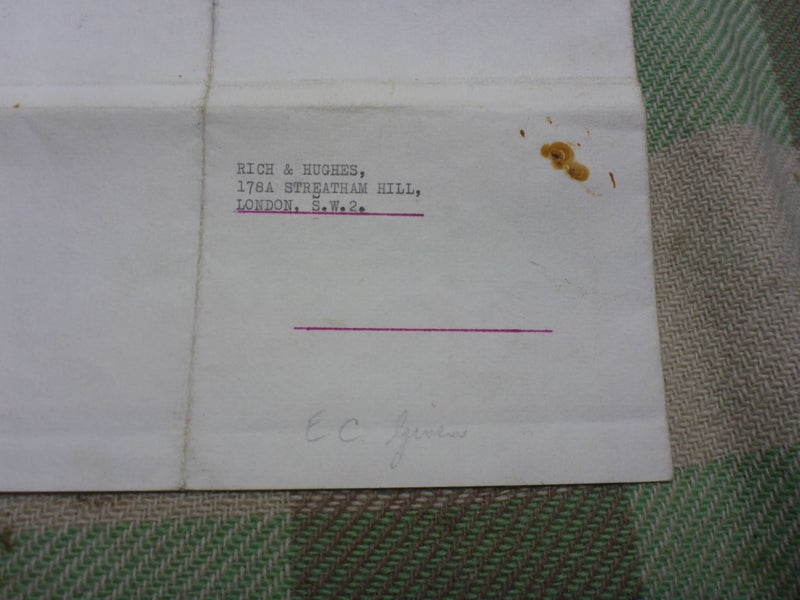 RICH & HUGHES,
178A STREATHAM HILL,
LONDON, S.W.2.
E C. Given